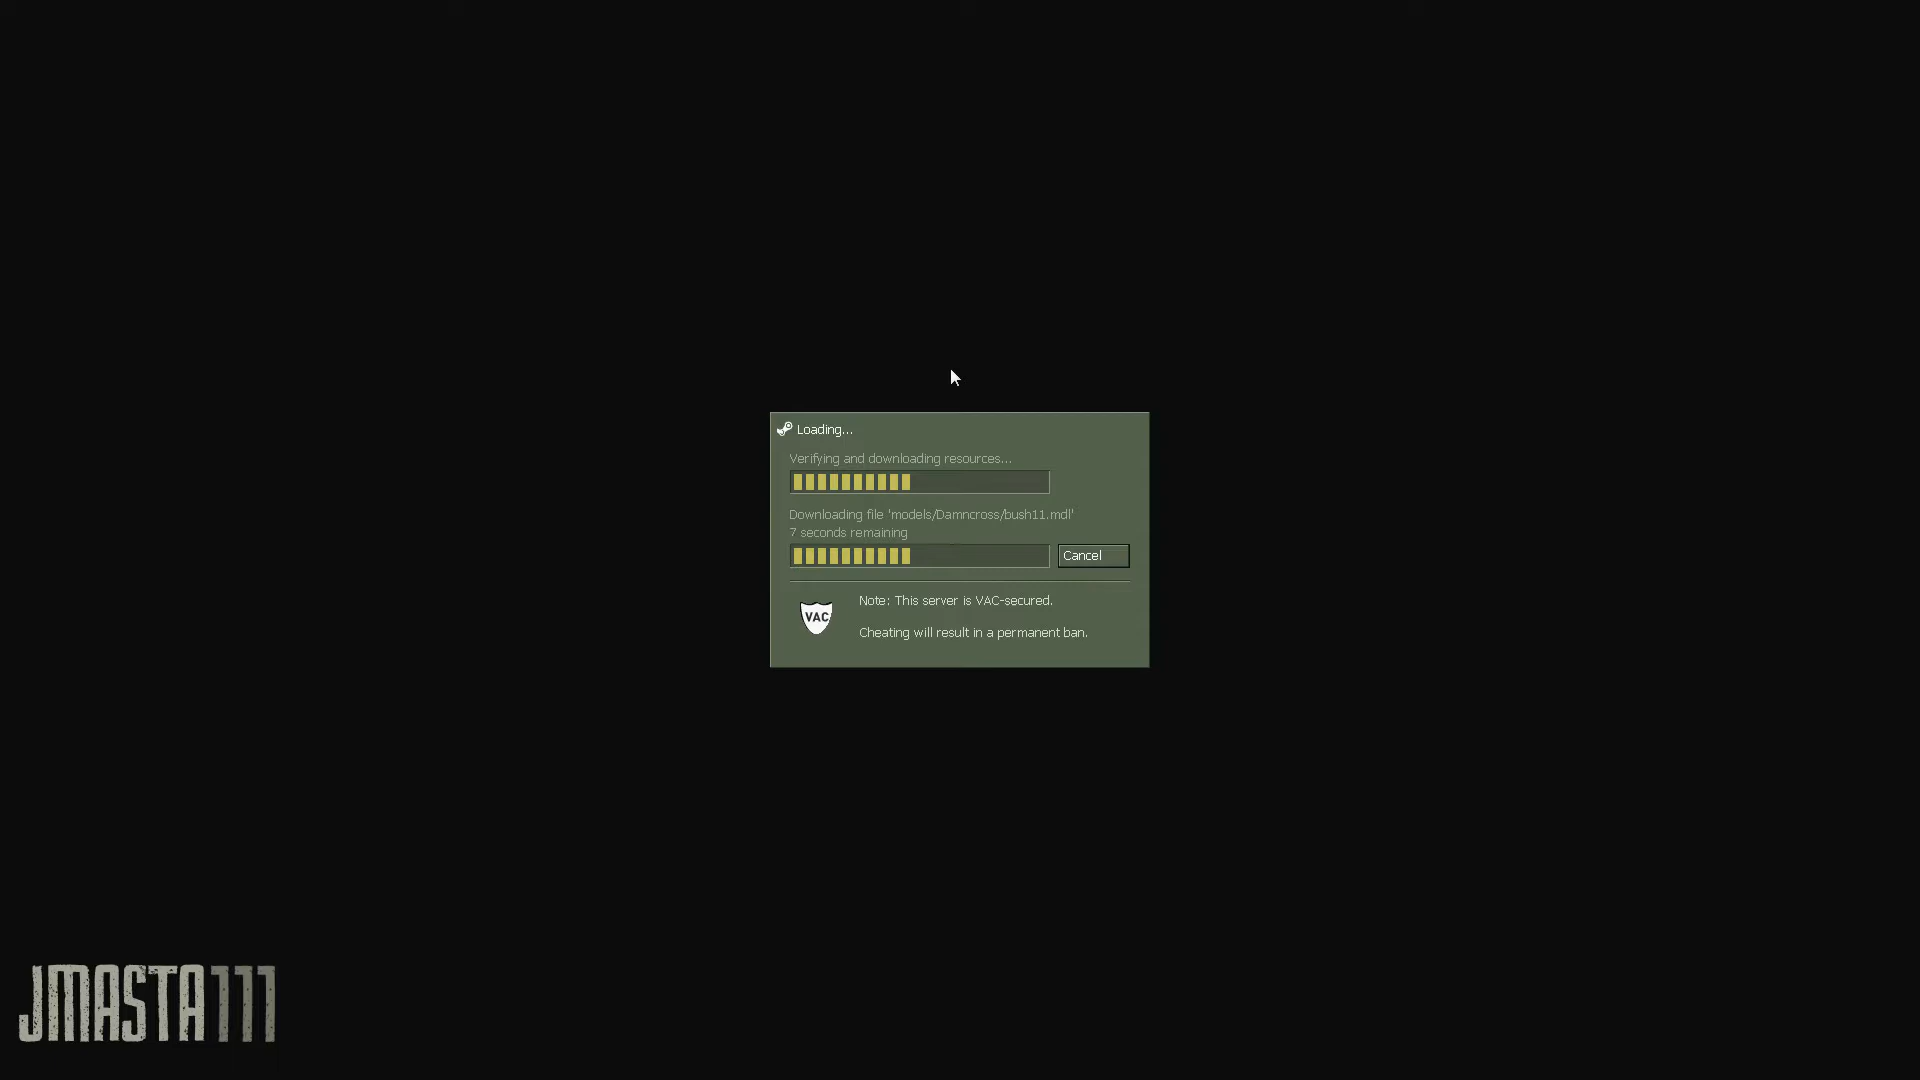 Loading...
Verifying and downloading resources...
Downloading file 'models/Damncross/bush11.mdl'
7 seconds remaining
Cancel
VAC
Note: This server is VAC-secured.
Cheating will result in a permanent ban.
JMASTA111